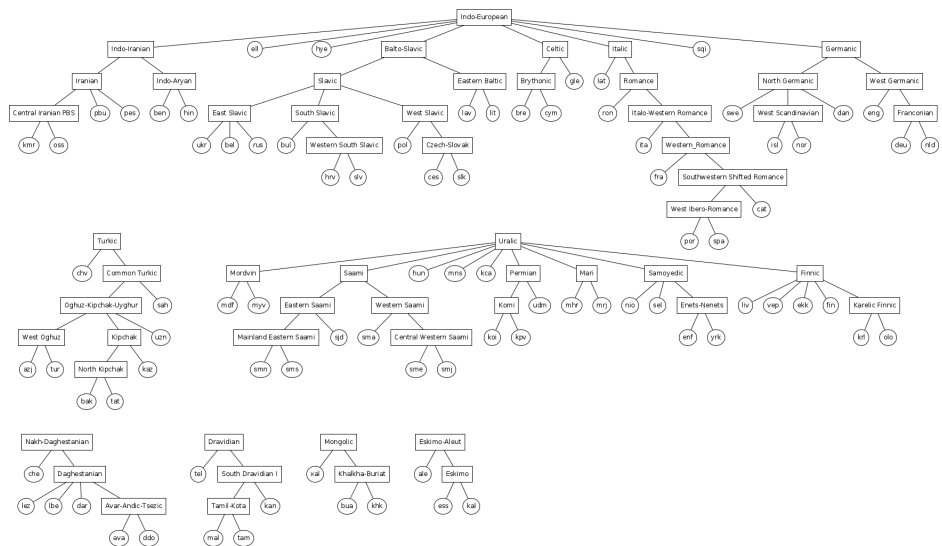 Indo-European
Indo-Iranian ell hye Balto-Slavic Celtic Italic sqi Germanic
Iranian Indo-Aryan Slavic Eastern Baltic Brythonic gle lat Romance North Germanic West Germanic
Central Iranian PBS pbu pes ben hin East Slavic South Slavic West Slavic lav lit bre cym ron Italo-Western Romance swe West Scandinavian dan eng Franconian
kmr oss ukr bel rus bul Western South Slavic pol Czech-Slovak ita Western_Romance isl nor deu nld
hrv slv ces slk fra Southwestern Shifted Romance
West Ibero-Romance cat
por spa
Turkic Uralic
chv Common Turkic Mordvin Saami hun mns kca Permian Mari Samoyedic Finnic
Oghuz-Kipchak-Uyghur sah mdf myv Eastern Saami Western Saami Komi udm mhr mrj nio sel Enets-Nenets liv vep ekk fin Karelic Finnic
West Oghuz Kipchak uzn Mainland Eastern Saami sjd sma Central Western Saami koi kpv enf yrk krl olo
azj tur North Kipchak kaz smn sms sme smj
bak tat
Nakh-Daghestanian Dravidian Mongolic Eskimo-Aleut
che Daghestanian tel South Dravidian I xal Khalkha-Buriat ale Eskimo
lez lbe dar Avar-Andic-Tsezic Tamil-Kota kan bua khk ess kal
ava ddo mal tam